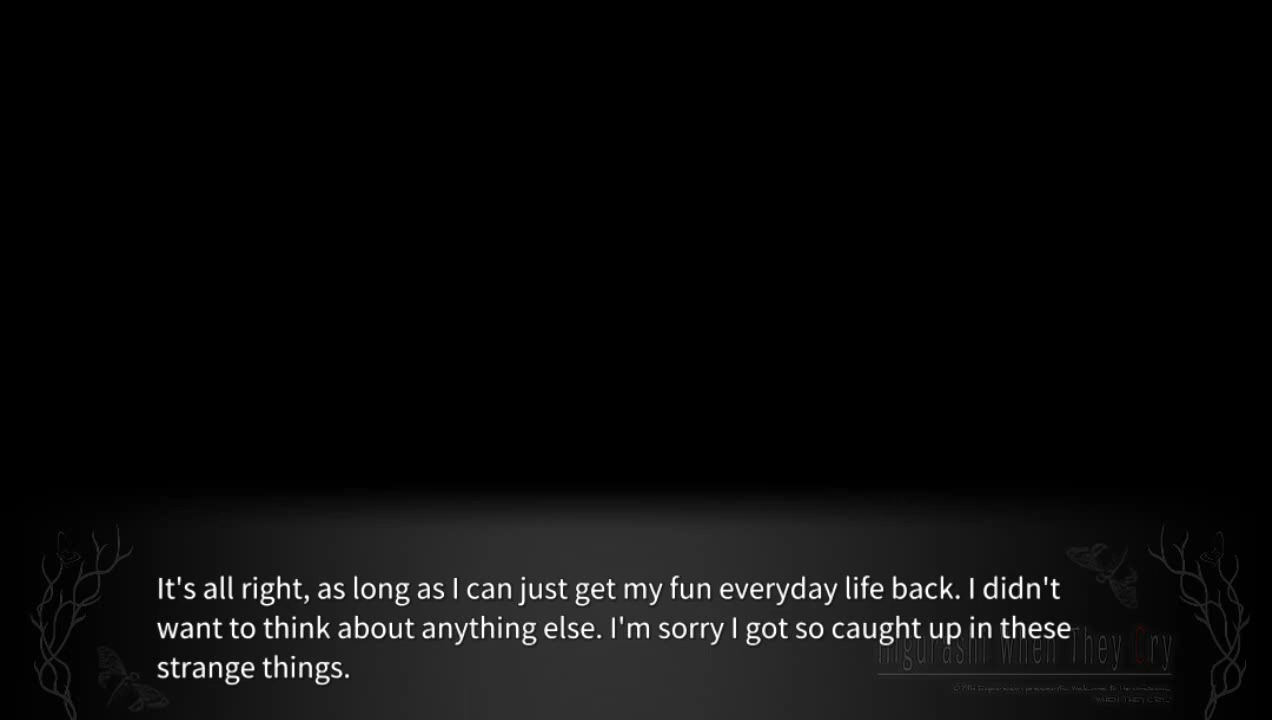 It's all right, as long as I can just get my fun everyday life back. I didn't
want to think about anything else. I'm sorry I got so caught up in these
strange things.
Higurashi When They Cry